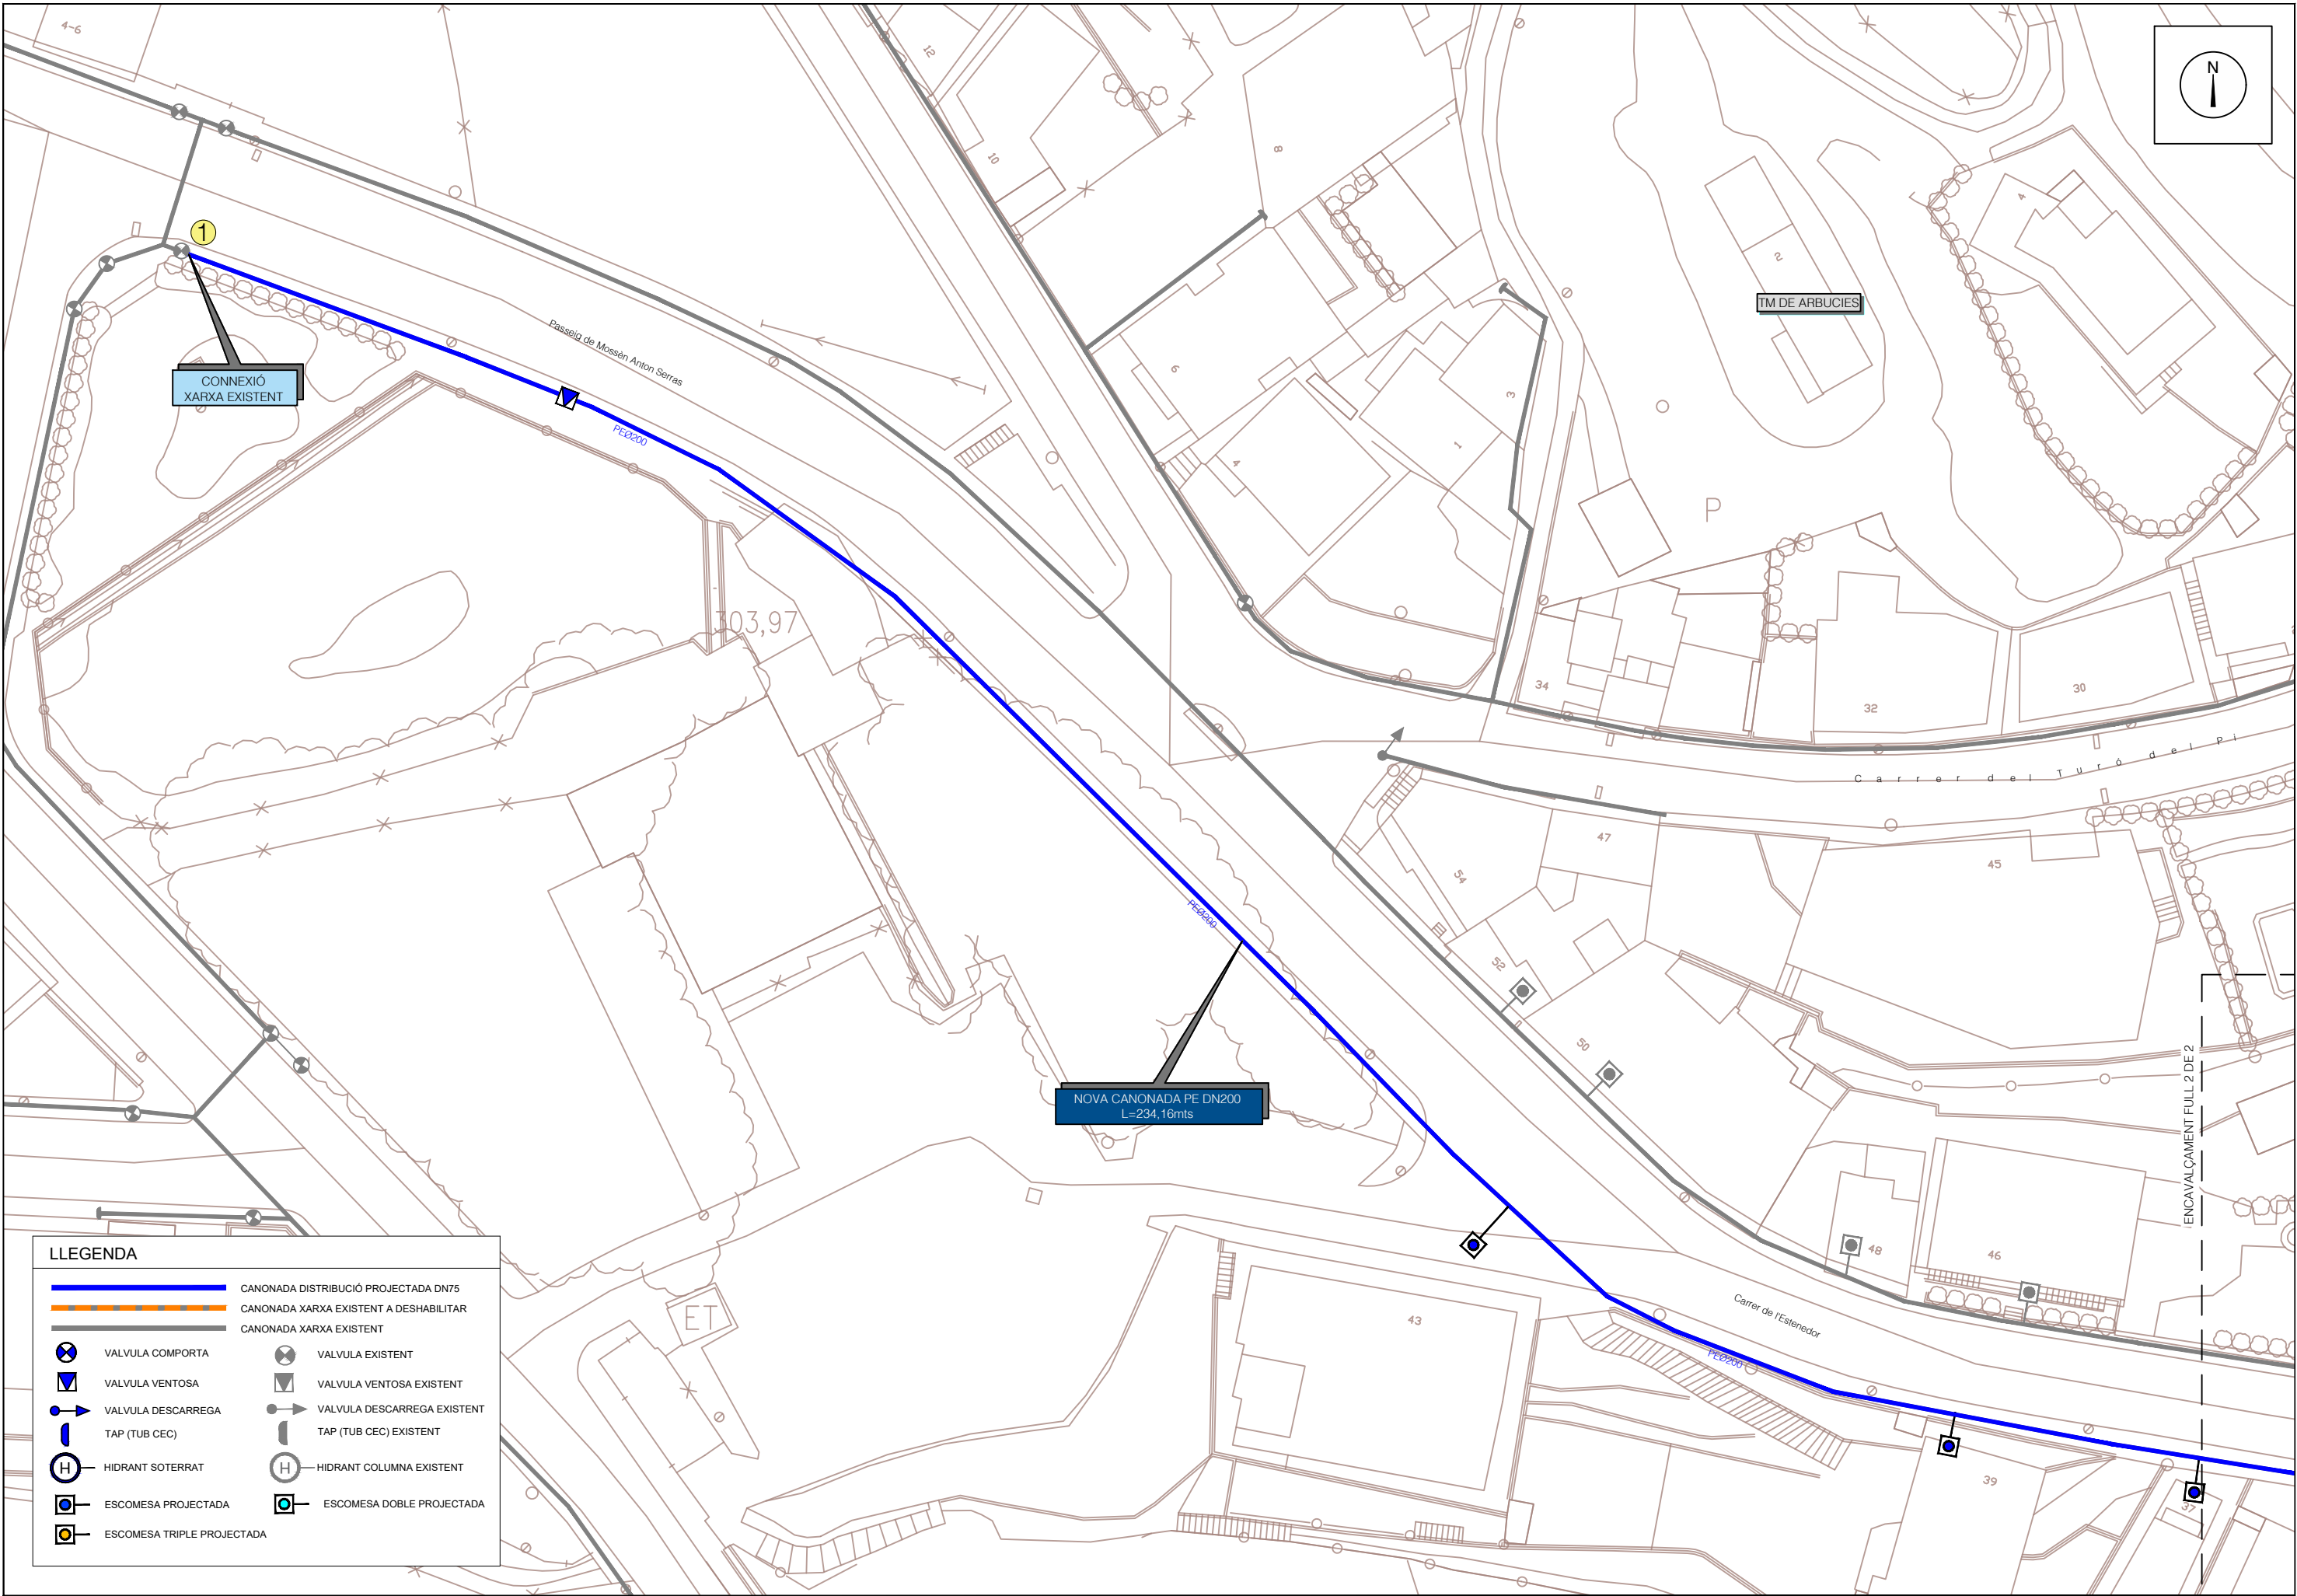 4-6
12
10
8
N
1
2
4
TM DE ARBUCIES
Passeig de Mossèn Anton Serras
CONNEXIÓ
XARXA EXISTENT
6
3
PEØ200
4
1
P
303,97
34
32
30
Carrer del Turó del Pi
47
45
54
PEØ200
52
50
NOVA CANONADA PE DN200
L=234,16mts
ENCAVALÇAMENT FULL 2 DE 2
48
46
43
Carrer de l'Estenedor
PEØ200
39
37
ET
LLEGENDA
CANONADA DISTRIBUCIÓ PROJECTADA DN75
CANONADA XARXA EXISTENT A DESHABILITAR
CANONADA XARXA EXISTENT
VALVULA COMPORTA
VALVULA EXISTENT
VALVULA VENTOSA
VALVULA VENTOSA EXISTENT
VALVULA DESCARREGA
VALVULA DESCARREGA EXISTENT
TAP (TUB CEC)
TAP (TUB CEC) EXISTENT
H HIDRANT SOTERRAT
H HIDRANT COLUMNA EXISTENT
ESCOMESA PROJECTADA
ESCOMESA DOBLE PROJECTADA
ESCOMESA TRIPLE PROJECTADA